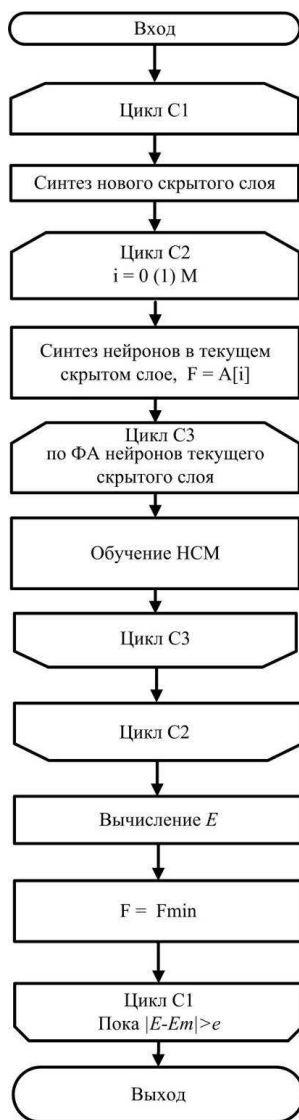 Вход
Цикл С1
Синтез нового скрытого слоя
Цикл С2
i = 0 (1) M
Синтез нейронов в текущем
скрытом слое, F = A[i]
Цикл С3
по ФА нейронов текущего
скрытого слоя
Обучение НСМ
Цикл С3
Цикл С2
Вычисление E
F = Fmin
Цикл С1
Пока |E-Em|>e
Выход